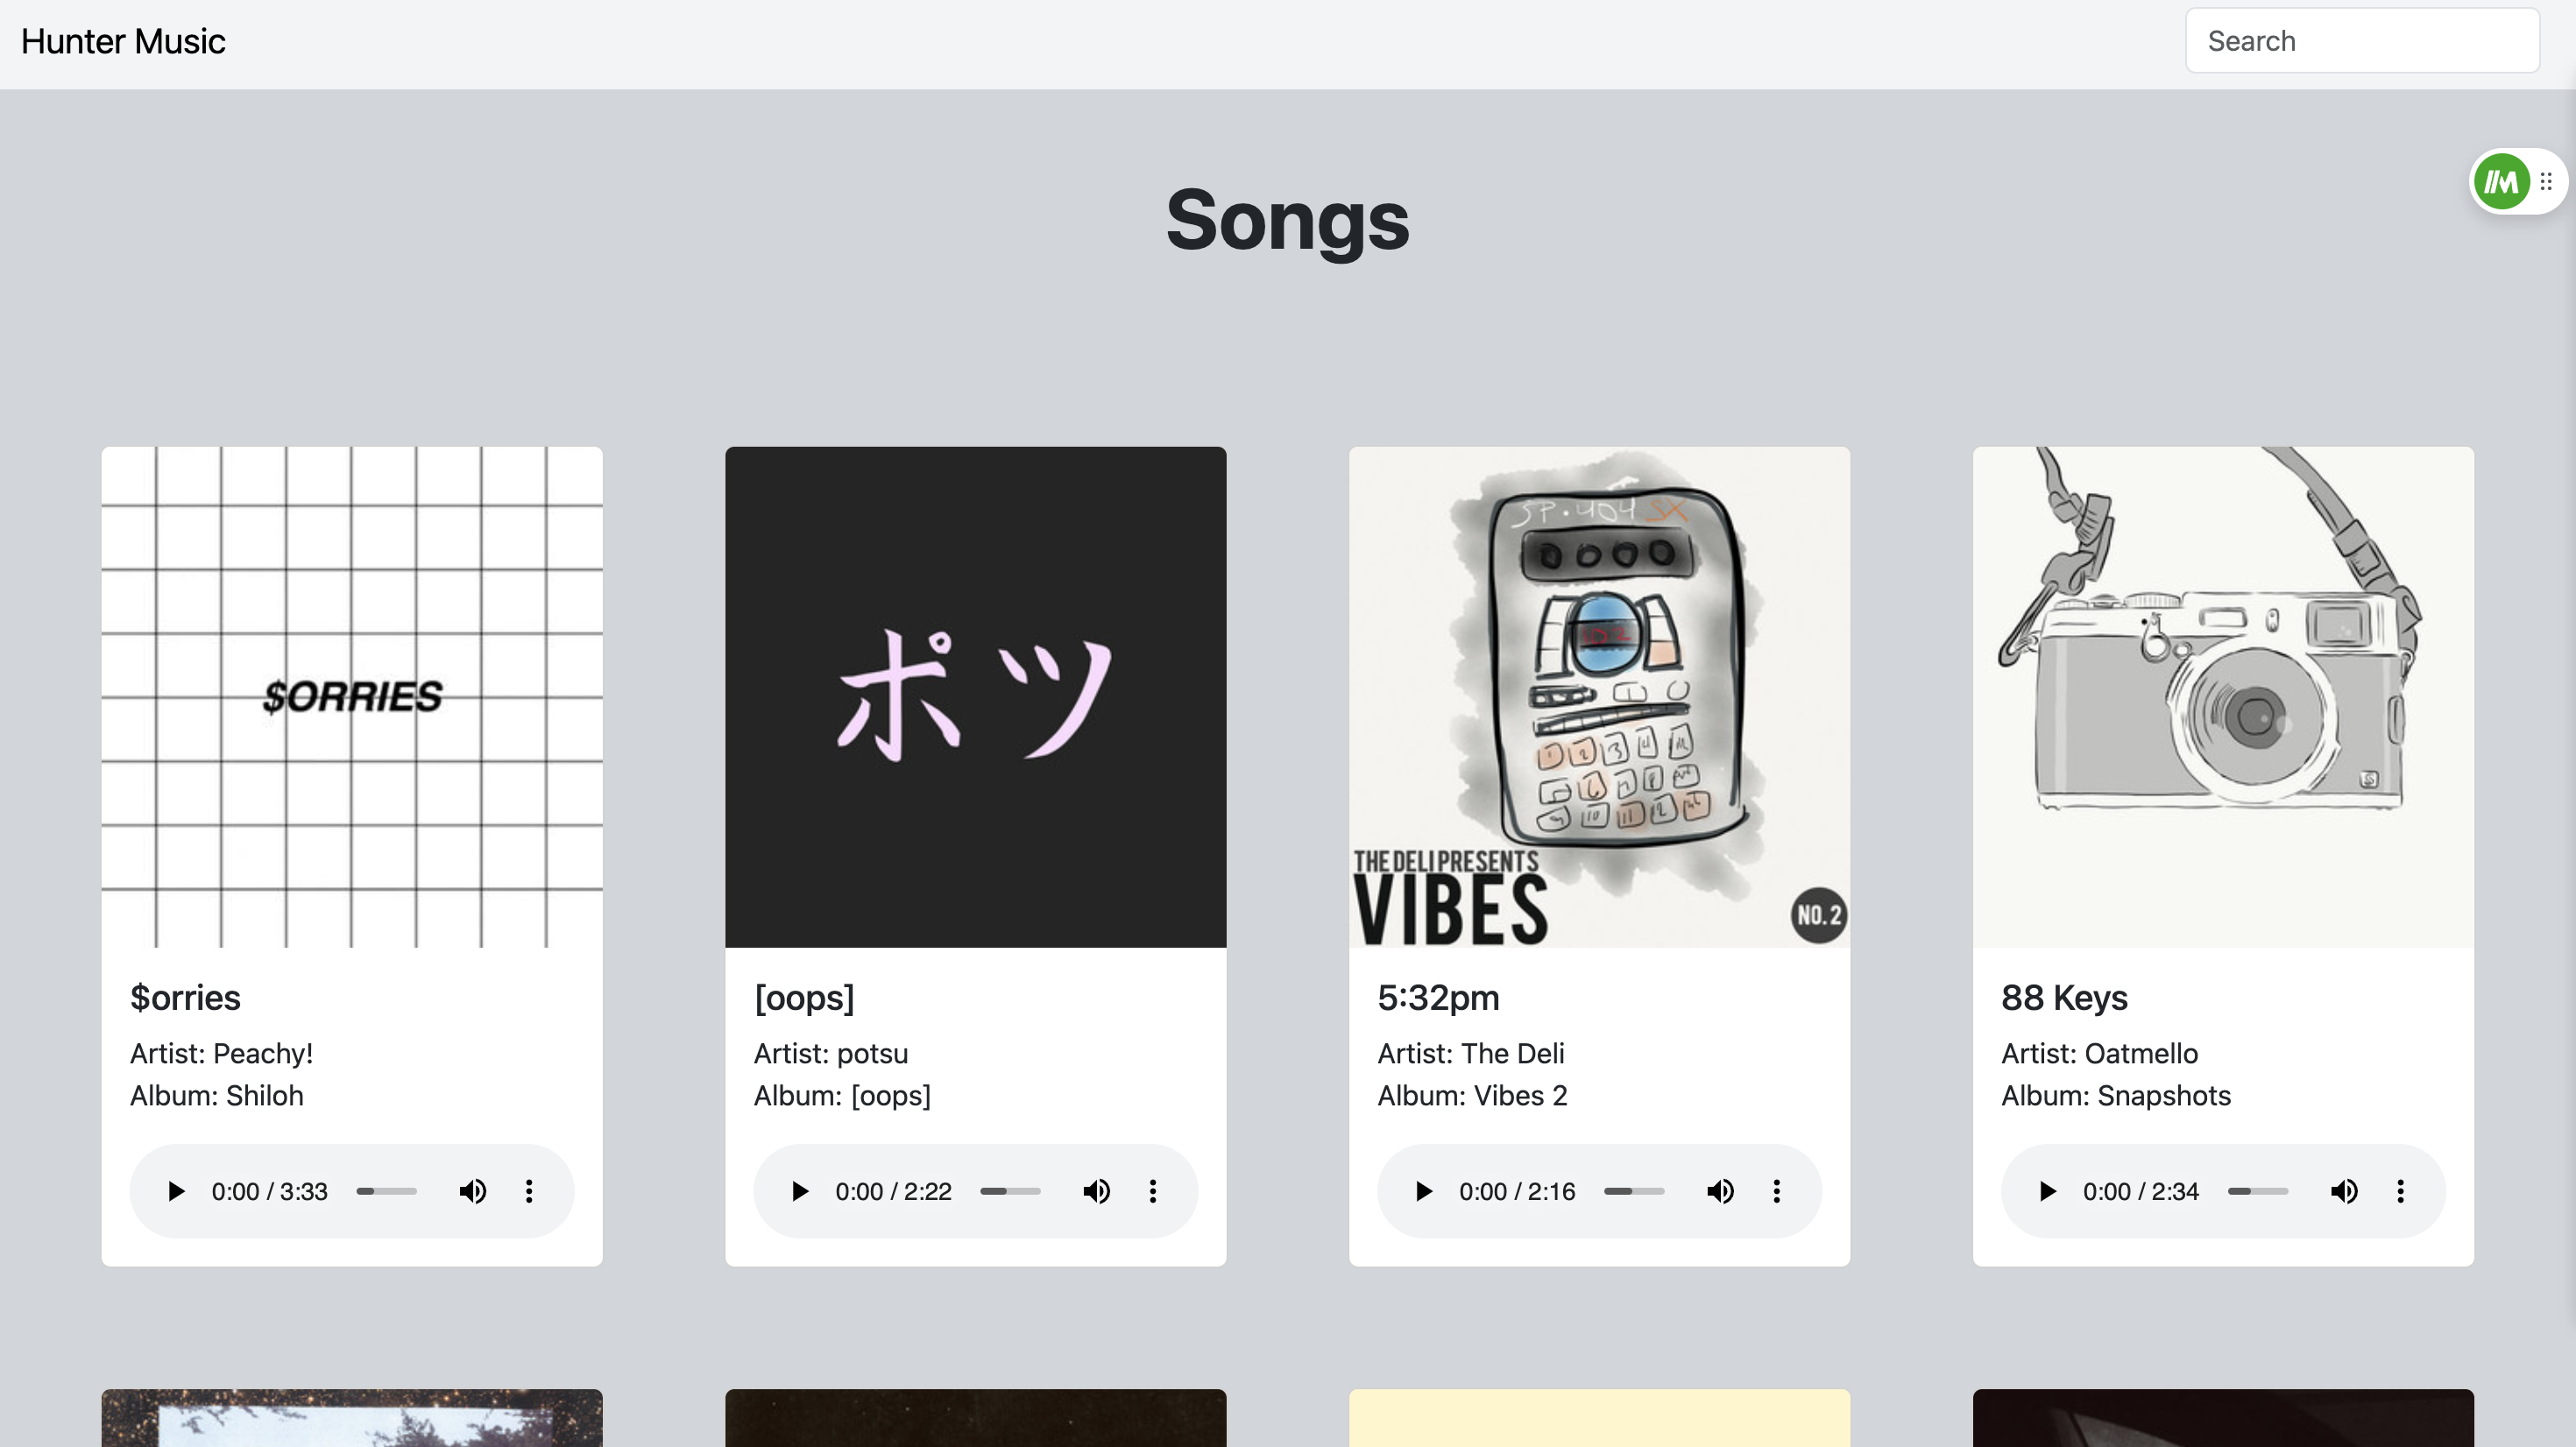 Hunter Music
Search
Songs
$ORRIES
ポツ
SP·404 SX
THE DELI PRESENTS
VIBES
NO. 2
$orries
Artist: Peachy!
Album: Shiloh
0:00 / 3:33
[oops]
Artist: potsu
Album: [oops]
0:00 / 2:22
5:32pm
Artist: The Deli
Album: Vibes 2
0:00 / 2:16
88 Keys
Artist: Oatmello
Album: Snapshots
0:00 / 2:34